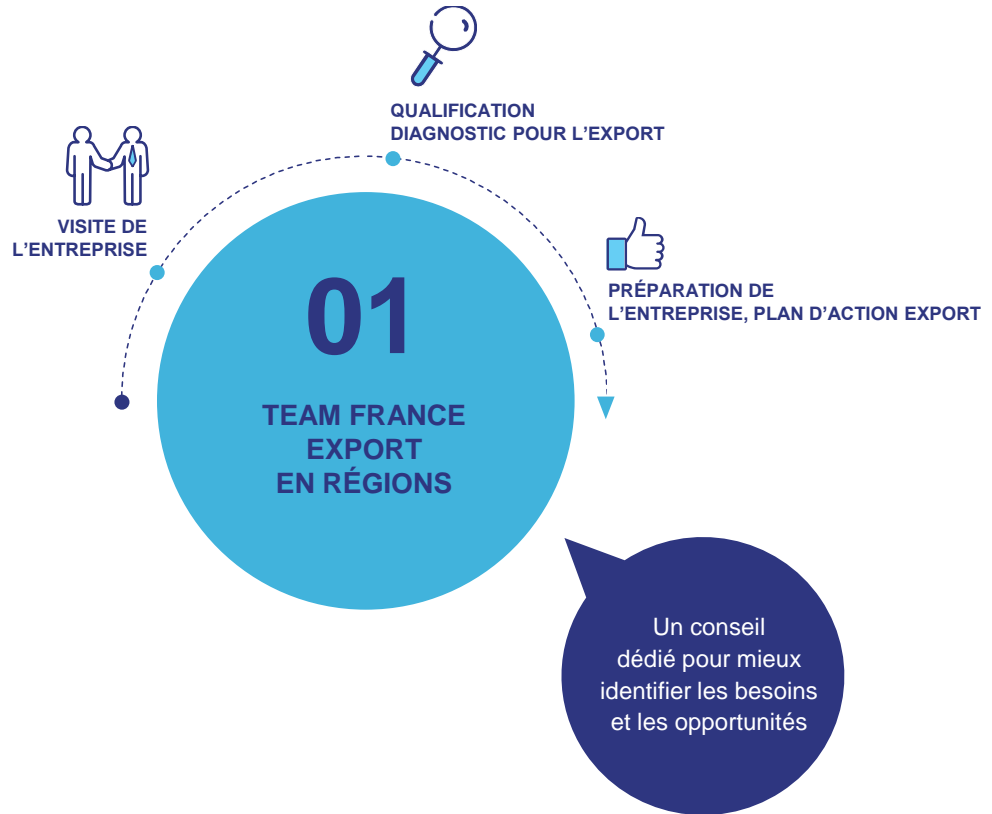 QUALIFICATION
DIAGNOSTIC POUR L'EXPORT
VISITE DE
L'ENTREPRISE
PRÉPARATION DE
L'ENTREPRISE, PLAN D'ACTION EXPORT
01
TEAM FRANCE
EXPORT
EN RÉGIONS
Un conseil
dédié pour mieux
identifier les besoins
et les opportunités